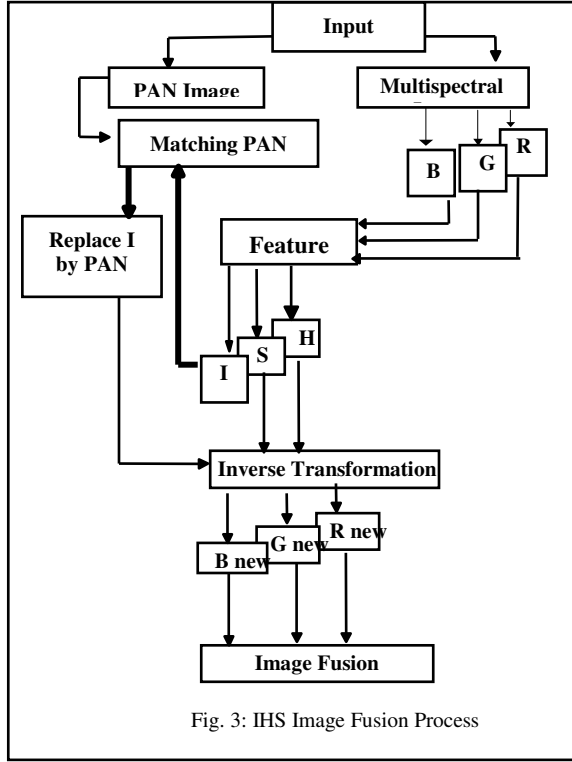 Input
PAN Image
Multispectral
Matching PAN
B
G
R
Replace I
by PAN
Feature
I
S
H
Inverse Transformation
B new
G new
R new
Image Fusion
Fig. 3: IHS Image Fusion Process